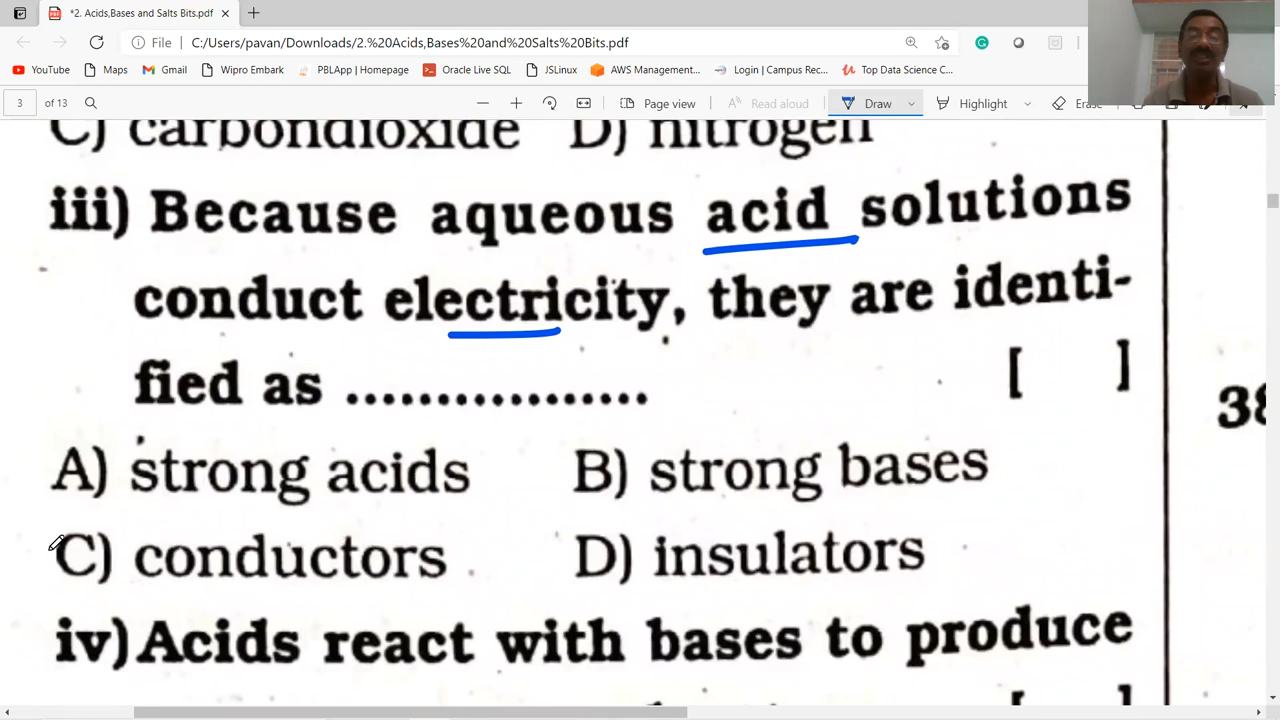 *2. Acids,Bases and Salts Bits.pdf
File C:/Users/pavan/Downloads/2.%20Acids,Bases%20and%20Salts%20Bits.pdf
YouTube Maps Gmail Wipro Embark PBLApp | Homepage Online Oracle SQL JSLinux AWS Management... Login | Campus Rec... Top Data Science C...
3 of 13 Page view Read aloud Draw Highlight Erase
C) carbondioxide D) nitrogen
iii) Because aqueous acid solutions
conduct electricity, they are identi-
fied as .................. [ ]
38
A) strong acids B) strong bases
C) conductors D) insulators
iv) Acids react with bases to produce
[ ]